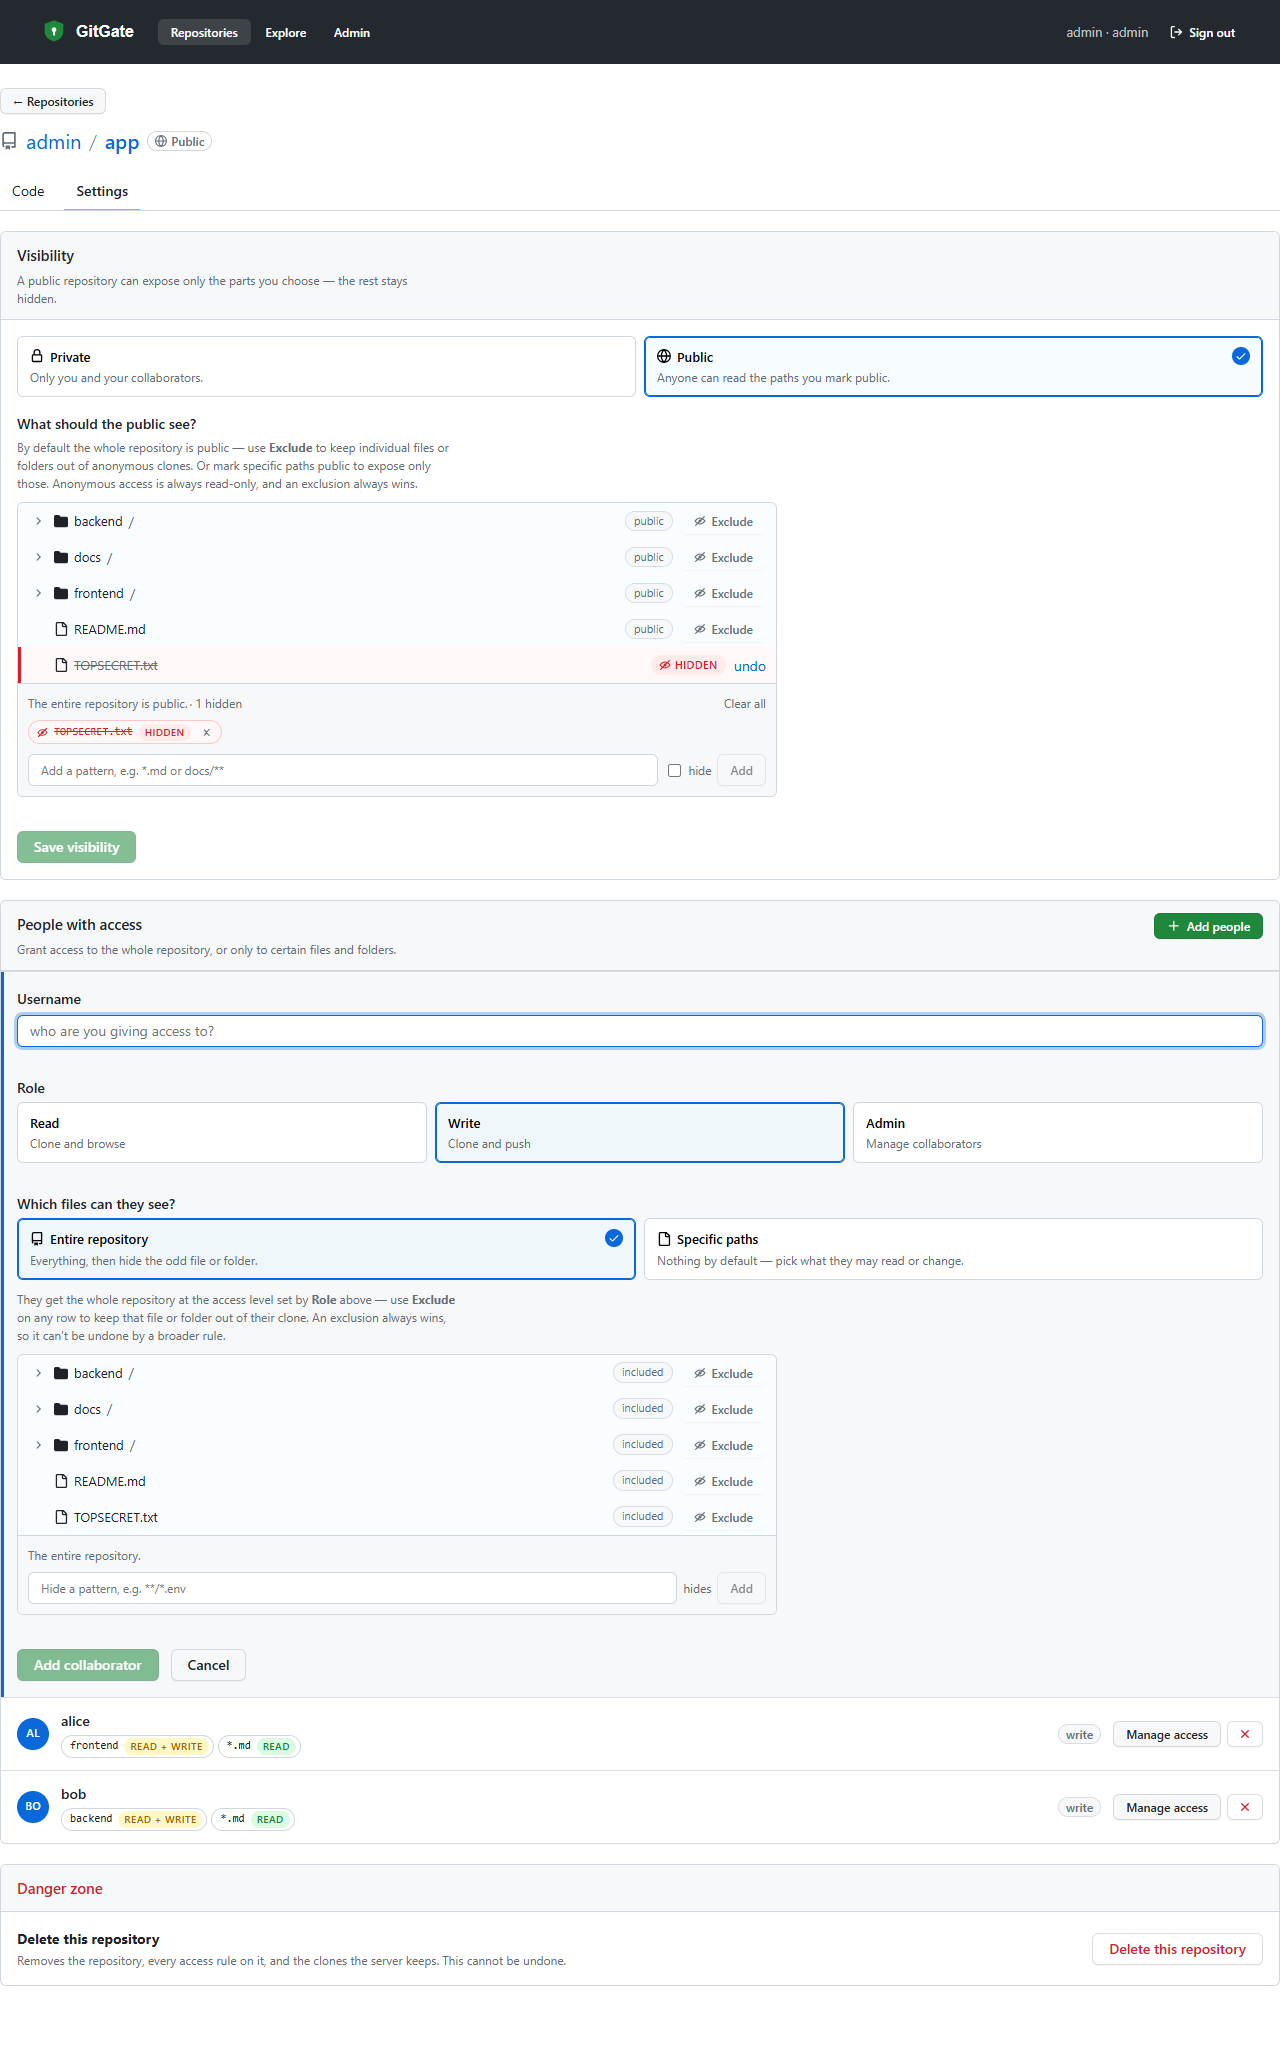 GitGate
Repositories
Explore
Admin
admin · admin
Sign out
← Repositories
admin / app
Public
Code
Settings
Visibility
A public repository can expose only the parts you choose — the rest stays
hidden.
Private
Only you and your collaborators.
Public
Anyone can read the paths you mark public.
What should the public see?
By default the whole repository is public — use Exclude to keep individual files or
folders out of anonymous clones. Or mark specific paths public to expose only
those. Anonymous access is always read-only, and an exclusion always wins.
backend / public Exclude
docs / public Exclude
frontend / public Exclude
README.md public Exclude
TOPSECRET.txt HIDDEN undo
The entire repository is public. · 1 hidden
Clear all
TOPSECRET.txt HIDDEN x
Add a pattern, e.g. *.md or docs/**
hide
Add
Save visibility
People with access
Add people
Grant access to the whole repository, or only to certain files and folders.
Username
who are you giving access to?
Role
Read
Clone and browse
Write
Clone and push
Admin
Manage collaborators
Which files can they see?
Entire repository
Everything, then hide the odd file or folder.
Specific paths
Nothing by default — pick what they may read or change.
They get the whole repository at the access level set by Role above — use Exclude
on any row to keep that file or folder out of their clone. An exclusion always wins,
so it can't be undone by a broader rule.
backend / included Exclude
docs / included Exclude
frontend / included Exclude
README.md included Exclude
TOPSECRET.txt included Exclude
The entire repository.
Hide a pattern, e.g. **/*.env
hides
Add
Add collaborator
Cancel
AL
alice
frontend READ + WRITE *.md READ
write
Manage access
BO
bob
backend READ + WRITE *.md READ
write
Manage access
Danger zone
Delete this repository
Removes the repository, every access rule on it, and the clones the server keeps. This cannot be undone.
Delete this repository